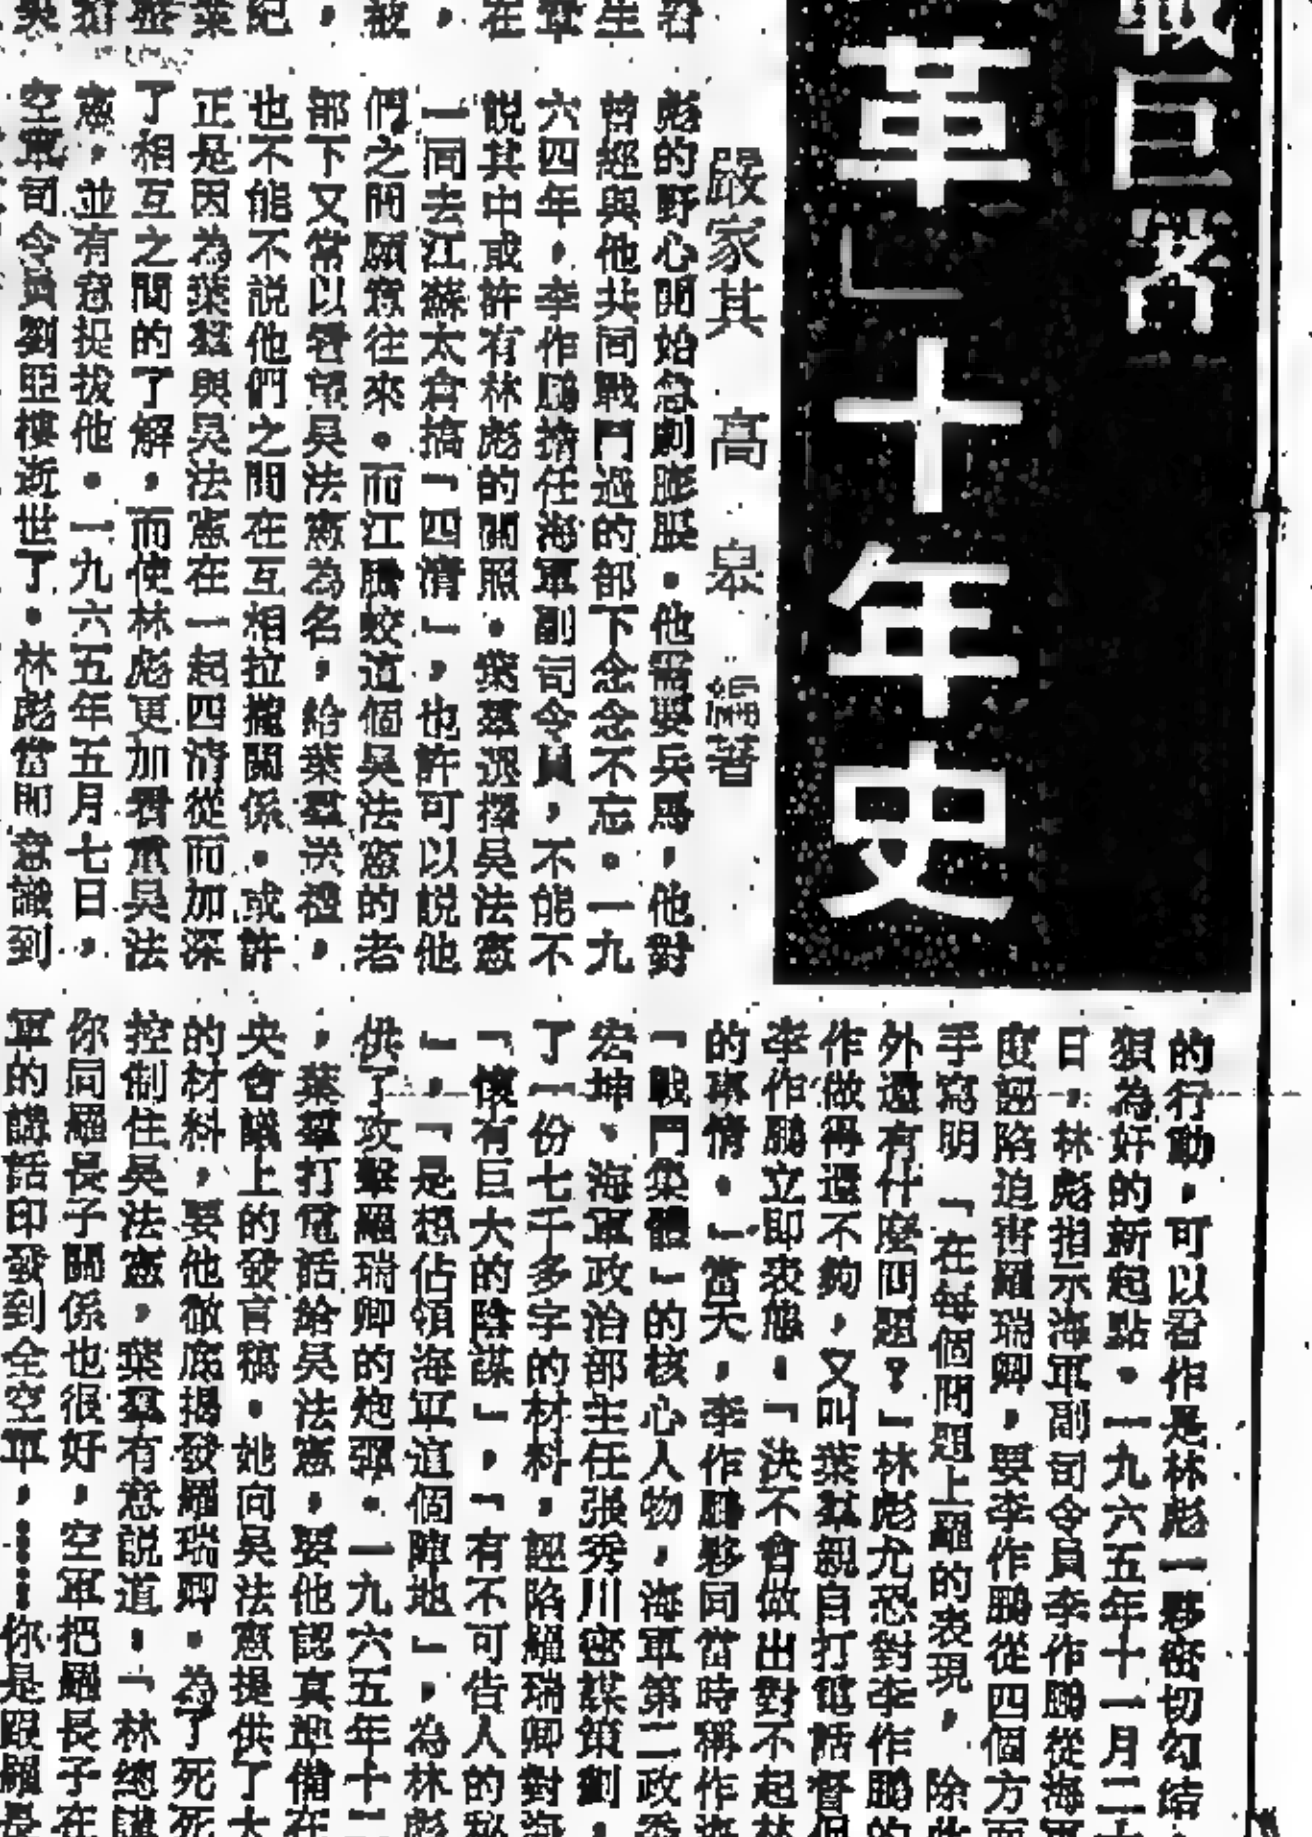 巨著
革」十年史
嚴家其 高皋 編著
彪的野心開始急劇膨脹。他需要兵馬,他對
曾經與他共同戰鬥過的部下念念不忘。一九
六四年,李作鵬擔任海軍副司令員,不能不
說其中或許有林彪的關照。葉羣選擇吳法憲
一同去江蘇太倉搞「四清」,也許可以說他
們之間願意往來。而江騰蛟這個吳法憲的老
部下又常以看望吳法憲為名,給葉羣送禮,
也不能不說他們之間在互相拉攏關係。或許
正是因為葉羣與吳法憲在一起四清從而加深
了相互之間的了解,而使林彪更加看重吳法
憲,並有意提拔他。一九六五年五月七日,
空軍司令員劉亞樓逝世了。林彪當即意識到
的行動,可以看作是林彪一夥密切勾結
狽為奸的新起點。一九六五年十一月二十
日,林彪指示海軍副司令員李作鵬從海軍
度誣陷迫害羅瑞卿,要李作鵬從四個方面
手寫明「在每個問題上羅的表現,除
外還有什麼問題?」林彪尤恐對李作鵬的
作做得還不夠,又叫葉羣親自打電話督促
李作鵬立即表態:「決不會做出對不起林
的事情。」當天,李作鵬夥同當時稱作海
「戰鬥集體」的核心人物,海軍第二政委
宏坤、海軍政治部主任張秀川密謀策劃,
了一份七千多字的材料,誣陷羅瑞卿對海
「懷有巨大的陰謀」,「有不可告人的秘
」,「是想佔領海軍這個陣地」,為林彪
供了攻擊羅瑞卿的炮彈。一九六五年十二
,葉羣打電話給吳法憲,要他認真準備在
央會議上的發言稿。她向吳法憲提供了大
的材料,要他徹底揭發羅瑞卿。為了死死
控制住吳法憲,葉羣有意說道:「林總講
你同羅長子關係也很好,空軍把羅長子在
軍的講話印發到全空軍,……你是跟羅是